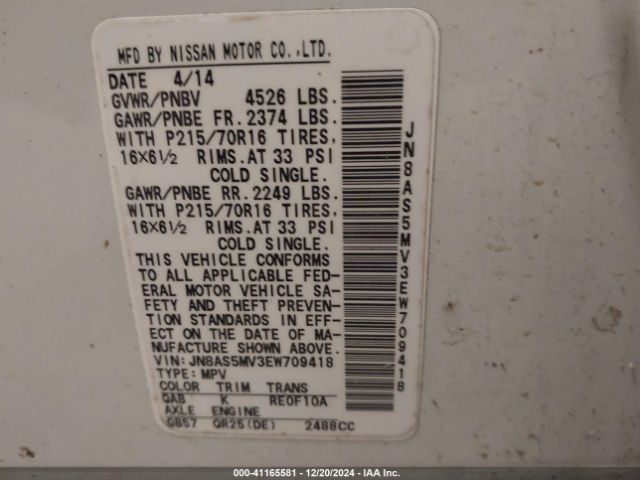 MFD BY NISSAN MOTOR CO.,LTD.
DATE 4/14
GVWR/PNBV 4526 LBS.
GAWR/PNBE FR. 2374 LBS.
WITH P215/70R16 TIRES,
16X6½ RIMS. AT 33 PSI
COLD SINGLE.
GAWR/PNBE RR. 2249 LBS.
WITH P215/70R16 TIRES,
16X6½ RIMS. AT 33 PSI
COLD SINGLE.
THIS VEHICLE CONFORMS
TO ALL APPLICABLE FED-
ERAL MOTOR VEHICLE SA-
FETY AND THEFT PREVEN-
TION STANDARDS IN EFF-
ECT ON THE DATE OF MA-
NUFACTURE SHOWN ABOVE.
VIN: JN8AS5MV3EW709418
TYPE: MPV
COLOR TRIM TRANS
QAB K RE0F10A
AXLE ENGINE
GB57 QR25(DE) 2488CC
JN8AS5MV3EW709418
000-41165581 - 12/20/2024 - IAA Inc.